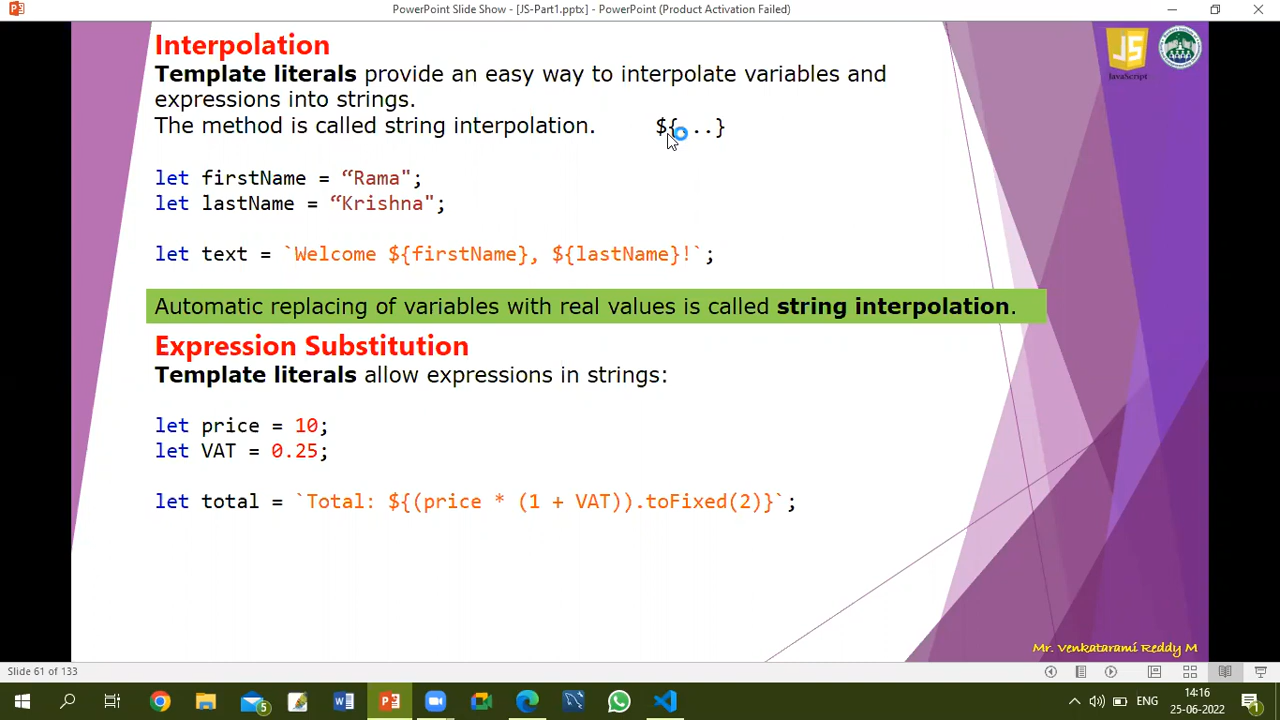 PowerPoint Slide Show - [JS-Part1.pptx] - PowerPoint (Product Activation Failed)
Interpolation
JS
JavaScript
Template literals provide an easy way to interpolate variables and
expressions into strings.
The method is called string interpolation. ${...}
let firstName = “Rama";
let lastName = “Krishna";
let text = `Welcome ${firstName}, ${lastName}!`;
Automatic replacing of variables with real values is called string interpolation.
Expression Substitution
Template literals allow expressions in strings:
let price = 10;
let VAT = 0.25;
let total = `Total: ${(price * (1 + VAT)).toFixed(2)}`;
Mr. Venkatarami Reddy M
Slide 61 of 133
5
ENG
14:16
25-06-2022
1